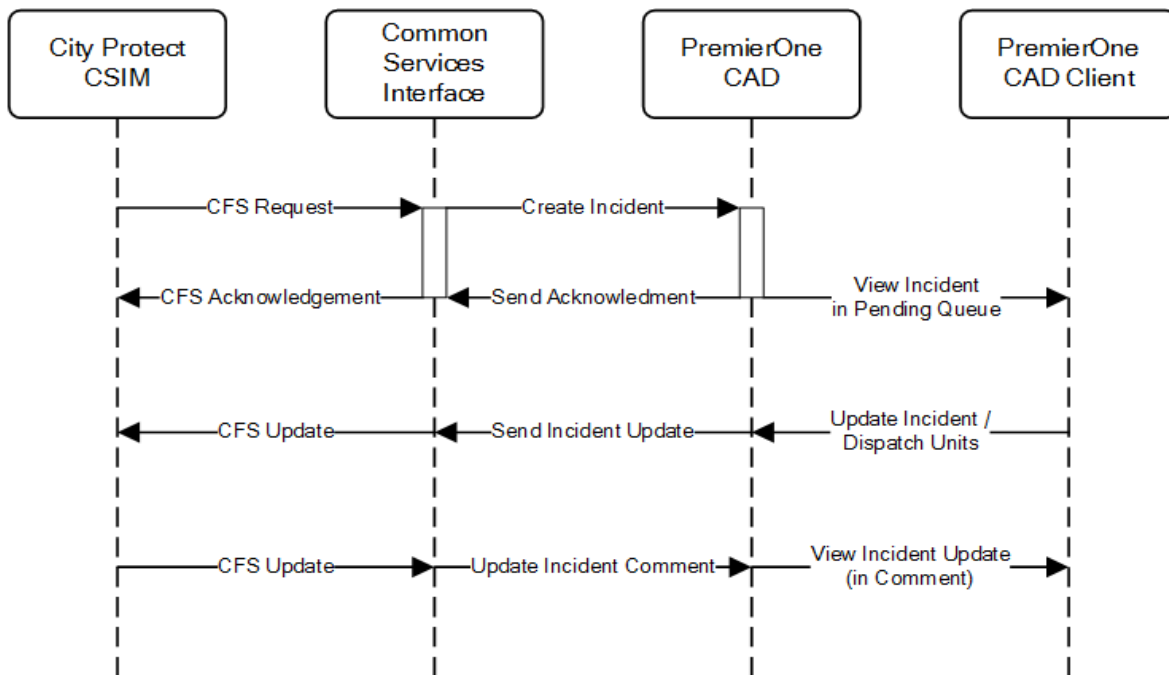 City Protect
CSIM
Common
Services
Interface
PremierOne
CAD
PremierOne
CAD Client
CFS Request
Create Incident
CFS Acknowledgement
Send Acknowledment
View Incident
in Pending Queue
CFS Update
Send Incident Update
Update Incident /
Dispatch Units
CFS Update
Update Incident Comment
View Incident Update
(in Comment)